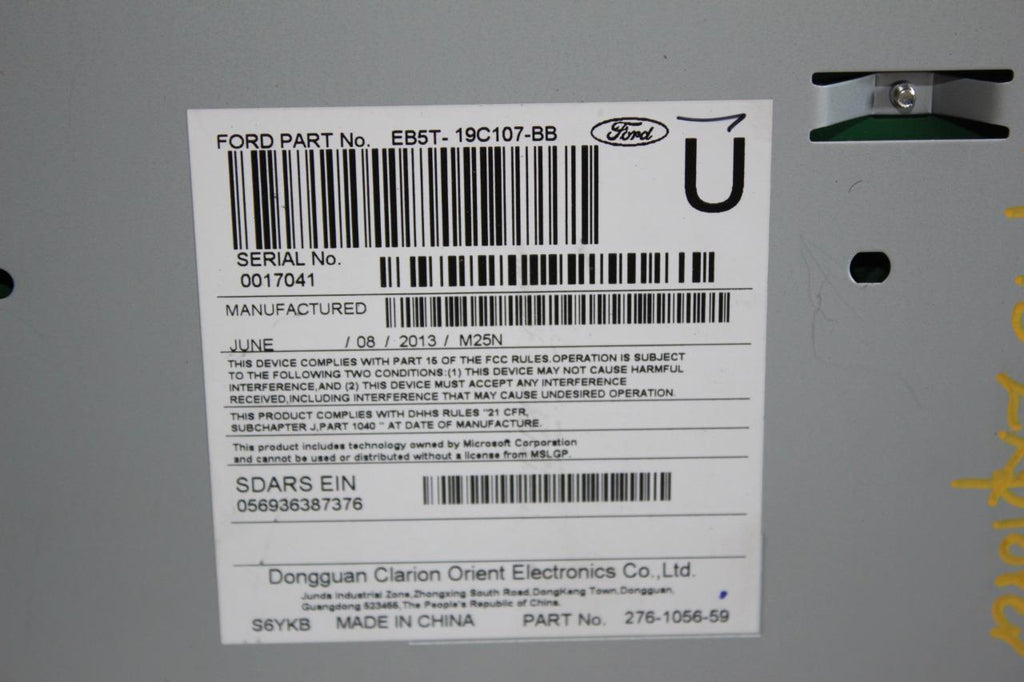 FORD PART No. EB5T- 19C107-BB Ford
U
SERIAL No.
0017041
MANUFACTURED
JUNE / 08 / 2013 / M25N
THIS DEVICE COMPLIES WITH PART 15 OF THE FCC RULES.OPERATION IS SUBJECT
TO THE FOLLOWING TWO CONDITIONS:(1) THIS DEVICE MAY NOT CAUSE HARMFUL
INTERFERENCE,AND (2) THIS DEVICE MUST ACCEPT ANY INTERFERENCE
RECEIVED,INCLUDING INTERFERENCE THAT MAY CAUSE UNDESIRED OPERATION.
THIS PRODUCT COMPLIES WITH DHHS RULES "21 CFR,
SUBCHAPTER J,PART 1040 " AT DATE OF MANUFACTURE.
This product includes technology owned by Microsoft Corporation
and cannot be used or distributed without a license from MSLGP.
SDARS EIN
056936387376
Dongguan Clarion Orient Electronics Co.,Ltd.
Junda Industrial Zone,Zhongxing South Road,DongKeng Town,Dongguan,
Guangdong 523455,The People's Republic of China.
S6YKB MADE IN CHINA PART No. 276-1056-59